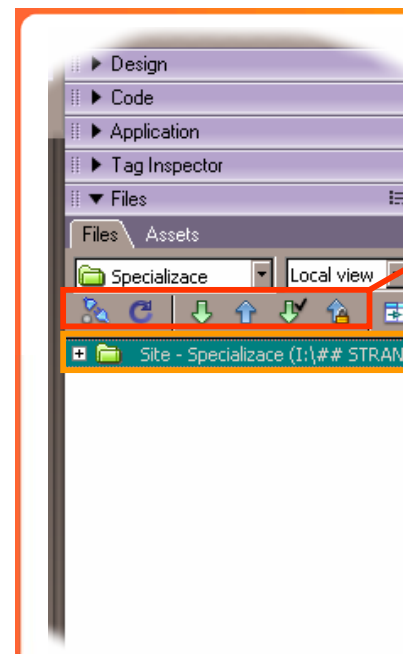 Design
Code
Application
Tag Inspector
Files
Files Assets
Specializace Local view
Site - Specializace (I:\## STRAN